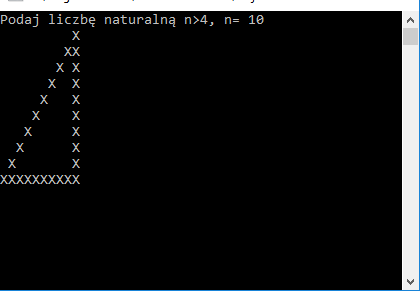 Podaj liczbę naturalną n>4, n= 10
         X
        XX
       X X
      X  X
     X   X
    X    X
   X     X
  X      X
 X       X
XXXXXXXXXX